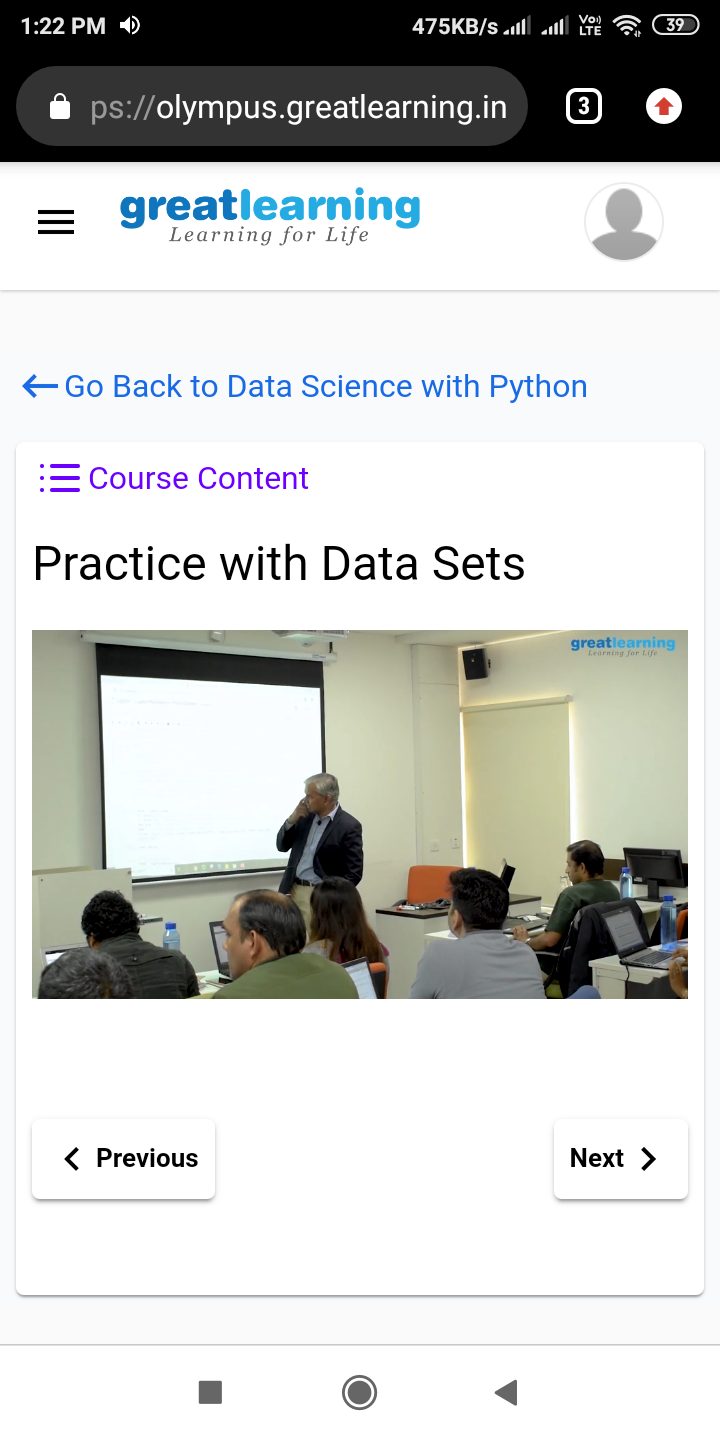 1:22 PM 475KB/s Vo)) LTE 39
ps://olympus.greatlearning.in 3
greatlearning
Learning for Life
Go Back to Data Science with Python
Course Content
Practice with Data Sets
greatlearning
Learning for Life
Previous Next